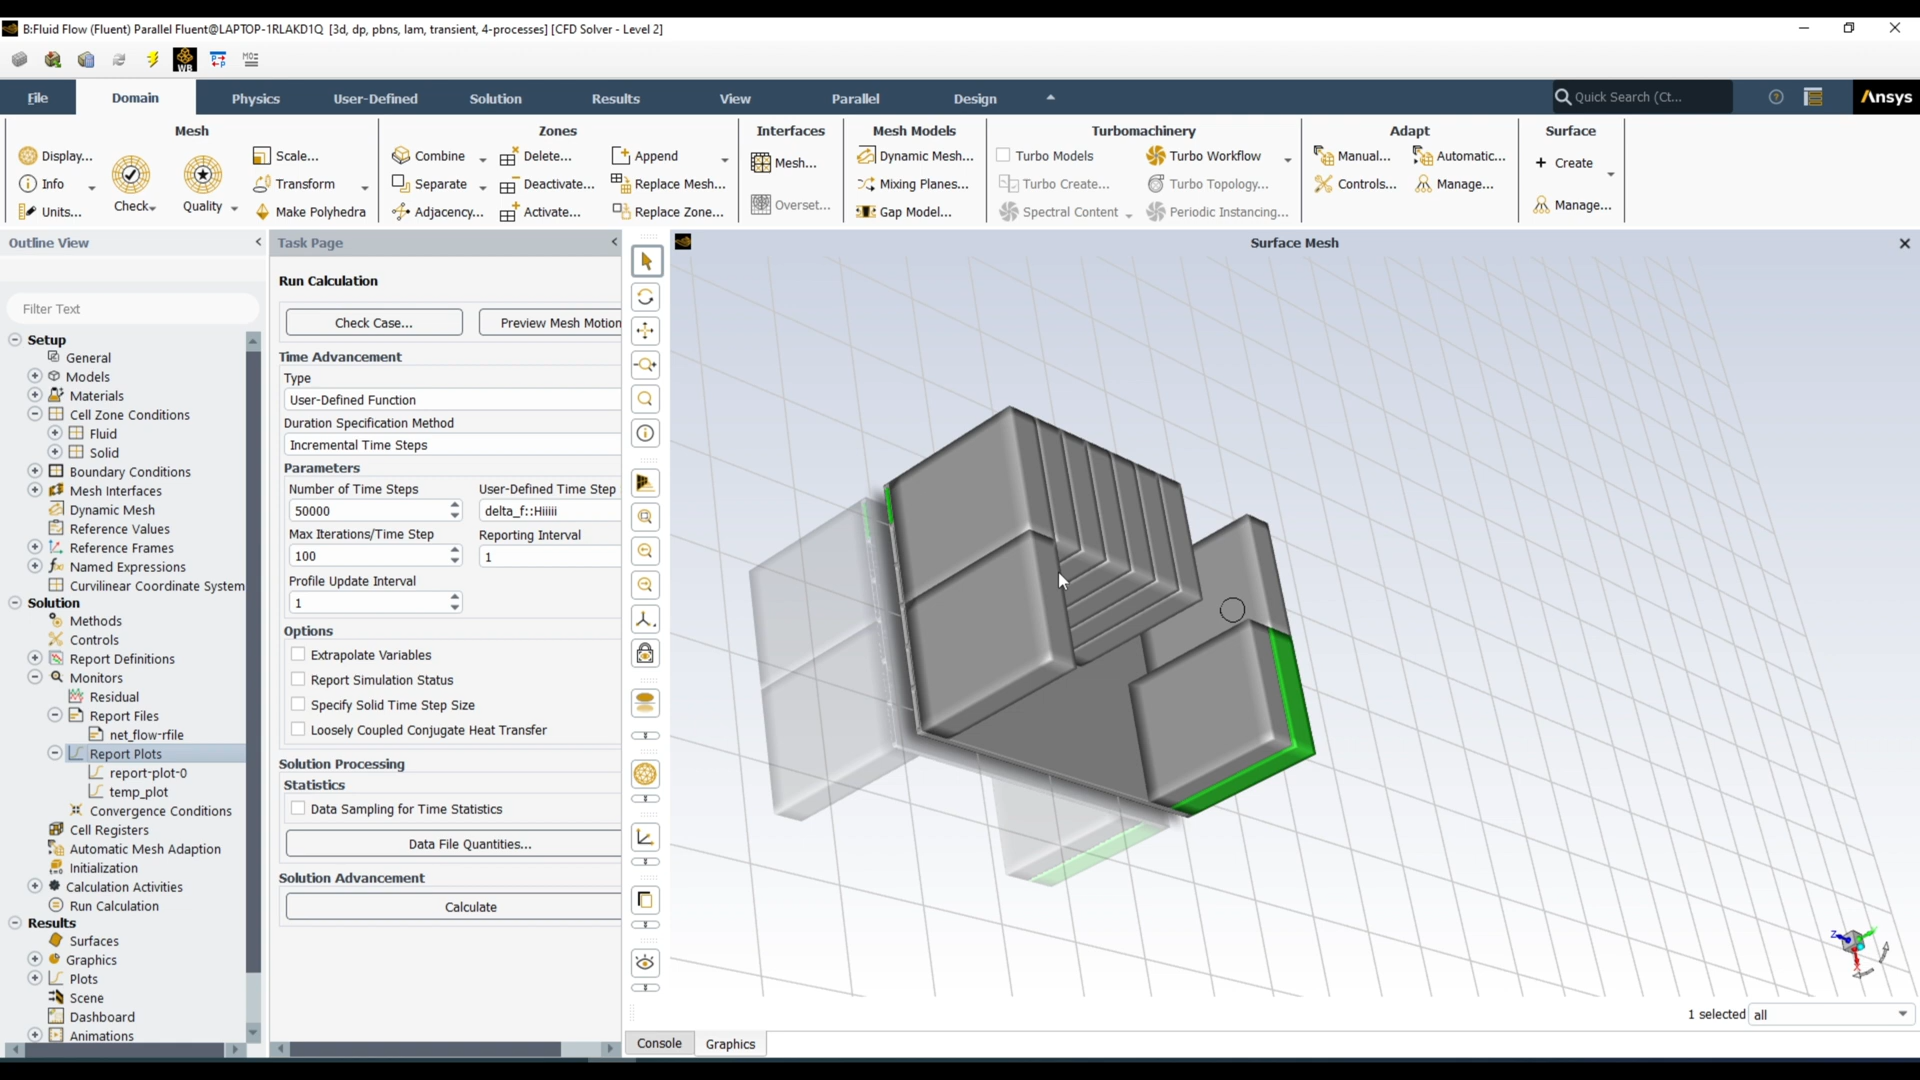 B:Fluid Flow (Fluent) Parallel Fluent@LAPTOP-1RLAKD1Q [3d, dp, pbns, lam, transient, 4-processes] [CFD Solver - Level 2]
WB
File Domain Physics User-Defined Solution Results View Parallel Design Quick Search (Ct... Ansys
Mesh Zones Interfaces Mesh Models Turbomachinery Adapt Surface
Display... Scale... Combine Delete... Append Mesh... Dynamic Mesh... Turbo Models Turbo Workflow Manual... Automatic... Create
Info Transform Separate Deactivate... Replace Mesh... Mixing Planes... Turbo Create... Turbo Topology... Controls... Manage...
Units... Check Quality Make Polyhedra Adjacency... Activate... Replace Zone... Overset... Gap Model... Spectral Content Periodic Instancing... Manage...
Outline View
Filter Text
Setup
General
Models
Materials
Cell Zone Conditions
Fluid
Solid
Boundary Conditions
Mesh Interfaces
Dynamic Mesh
Reference Values
Reference Frames
Named Expressions
Curvilinear Coordinate System
Solution
Methods
Controls
Report Definitions
Monitors
Residual
Report Files
net_flow-rfile
Report Plots
report-plot-0
temp_plot
Convergence Conditions
Cell Registers
Automatic Mesh Adaption
Initialization
Calculation Activities
Run Calculation
Results
Surfaces
Graphics
Plots
Scene
Dashboard
Animations
Task Page
Run Calculation
Check Case... Preview Mesh Motion
Time Advancement
Type
User-Defined Function
Duration Specification Method
Incremental Time Steps
Parameters
Number of Time Steps User-Defined Time Step
50000 delta_f::Hiiiii
Max Iterations/Time Step Reporting Interval
100 1
Profile Update Interval
1
Options
Extrapolate Variables
Report Simulation Status
Specify Solid Time Step Size
Loosely Coupled Conjugate Heat Transfer
Solution Processing
Statistics
Data Sampling for Time Statistics
Data File Quantities...
Solution Advancement
Calculate
Surface Mesh
Z
1 selected all
Console Graphics